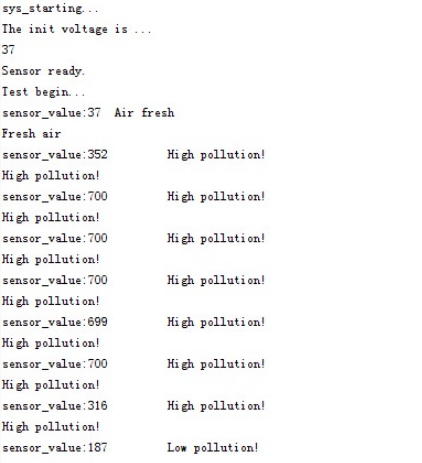 sys_starting...
The init voltage is ...
37
Sensor ready.
Test begin...
sensor_value:37  Air fresh
Fresh air
sensor_value:352        High pollution!
High pollution!
sensor_value:700        High pollution!
High pollution!
sensor_value:700        High pollution!
High pollution!
sensor_value:700        High pollution!
High pollution!
sensor_value:699        High pollution!
High pollution!
sensor_value:700        High pollution!
High pollution!
sensor_value:316        High pollution!
High pollution!
sensor_value:187        Low pollution!